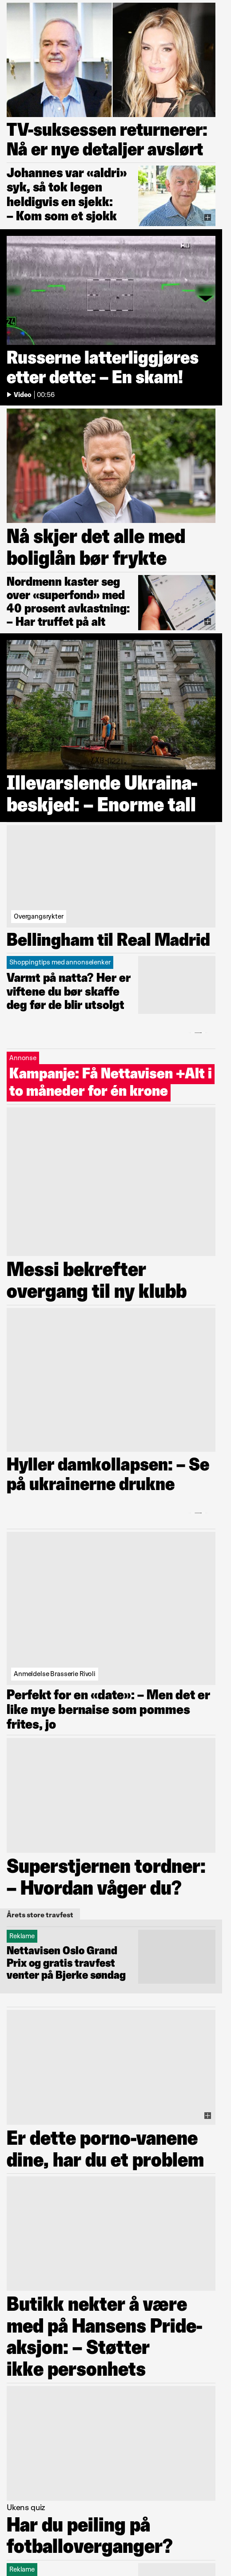 TV-suksessen returnerer:
Nå er nye detaljer avslørt
Johannes var «aldri»
syk, så tok legen
heldigvis en sjekk:
– Kom som et sjokk
Russerne latterliggjøres
etter dette: – En skam!
Video | 00:56
Nå skjer det alle med
boliglån bør frykte
Nordmenn kaster seg
over «superfond» med
40 prosent avkastning:
– Har truffet på alt
Illevarslende Ukraina-
beskjed: – Enorme tall
Overgangsrykter
Bellingham til Real Madrid
Shoppingtips med annonselenker
Varmt på natta? Her er
viftene du bør skaffe
deg før de blir utsolgt
Annonse
Kampanje: Få Nettavisen +Alt i
to måneder for én krone
Messi bekrefter
overgang til ny klubb
Hyller damkollapsen: – Se
på ukrainerne drukne
Anmeldelse Brasserie Rivoli
Perfekt for en «date»: – Men det er
like mye bernaise som pommes
frites, jo
Superstjernen tordner:
– Hvordan våger du?
Årets store travfest
Reklame
Nettavisen Oslo Grand
Prix og gratis travfest
venter på Bjerke søndag
Er dette porno-vanene
dine, har du et problem
Butikk nekter å være
med på Hansens Pride-
aksjon: – Støtter
ikke personhets
Ukens quiz
Har du peiling på
fotballoverganger?
Reklame